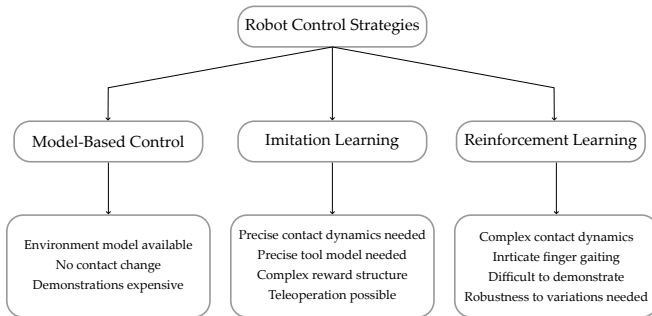 Robot Control Strategies
Model-Based Control
Imitation Learning
Reinforcement Learning
Environment model available
No contact change
Demonstrations expensive
Precise contact dynamics needed
Precise tool model needed
Complex reward structure
Teleoperation possible
Complex contact dynamics
Inrticate finger gaiting
Difficult to demonstrate
Robustness to variations needed